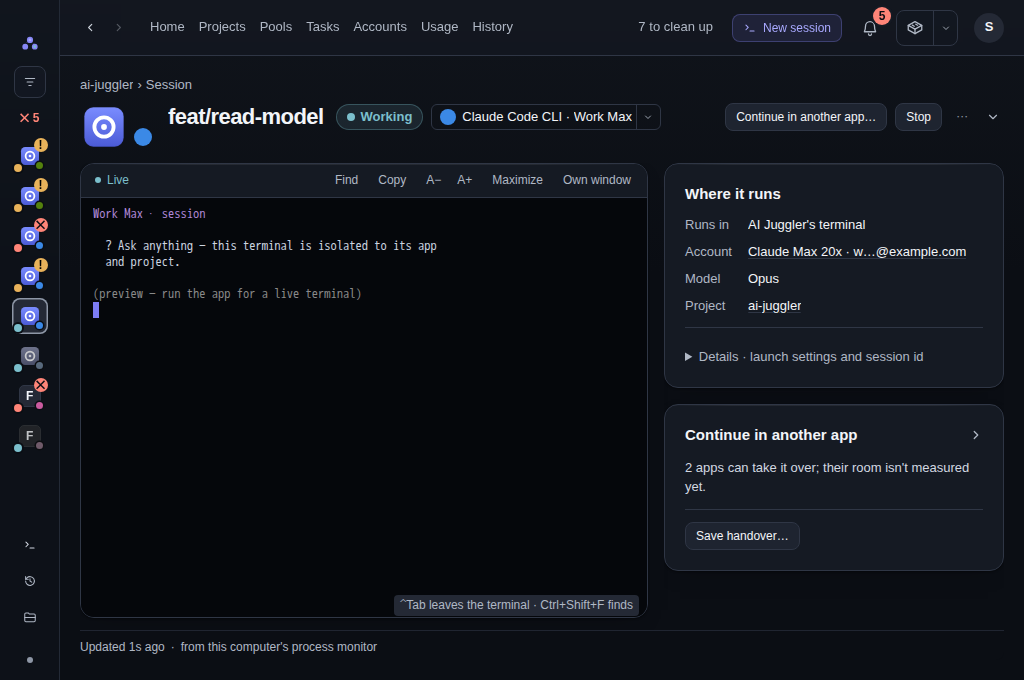 Home Projects Pools Tasks Accounts Usage History 7 to clean up New session 5 S
5
ai-juggler › Session
feat/read-model Working Claude Code CLI · Work Max Continue in another app… Stop ···
! 
!
!
F
F
Live Find Copy A− A+ Maximize Own window
Work Max · session
? Ask anything — this terminal is isolated to its app
and project.
(preview — run the app for a live terminal)
^Tab leaves the terminal · Ctrl+Shift+F finds
Where it runs
Runs in AI Juggler's terminal
Account Claude Max 20x · w…@example.com
Model Opus
Project ai-juggler
Details · launch settings and session id
Continue in another app
2 apps can take it over; their room isn't measured
yet.
Save handover…
Updated 1s ago · from this computer's process monitor